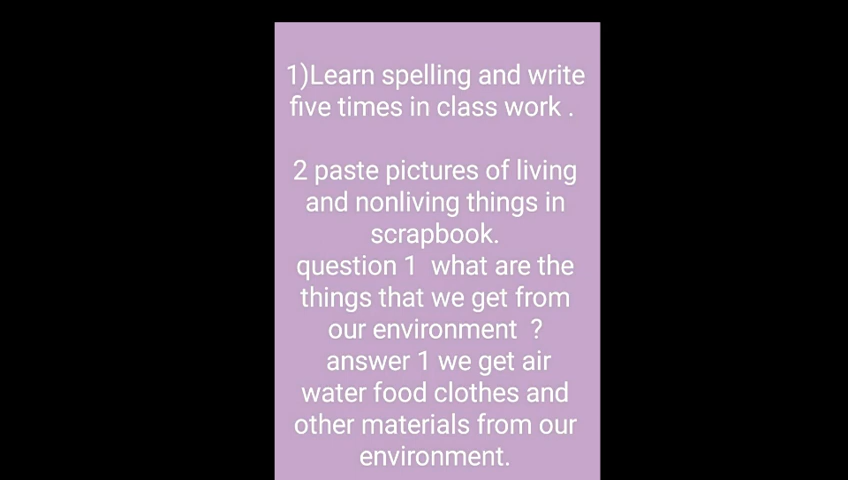 1)Learn spelling and write
five times in class work .
2 paste pictures of living
and nonliving things in
scrapbook.
question 1 what are the
things that we get from
our environment ?
answer 1 we get air
water food clothes and
other materials from our
environment.